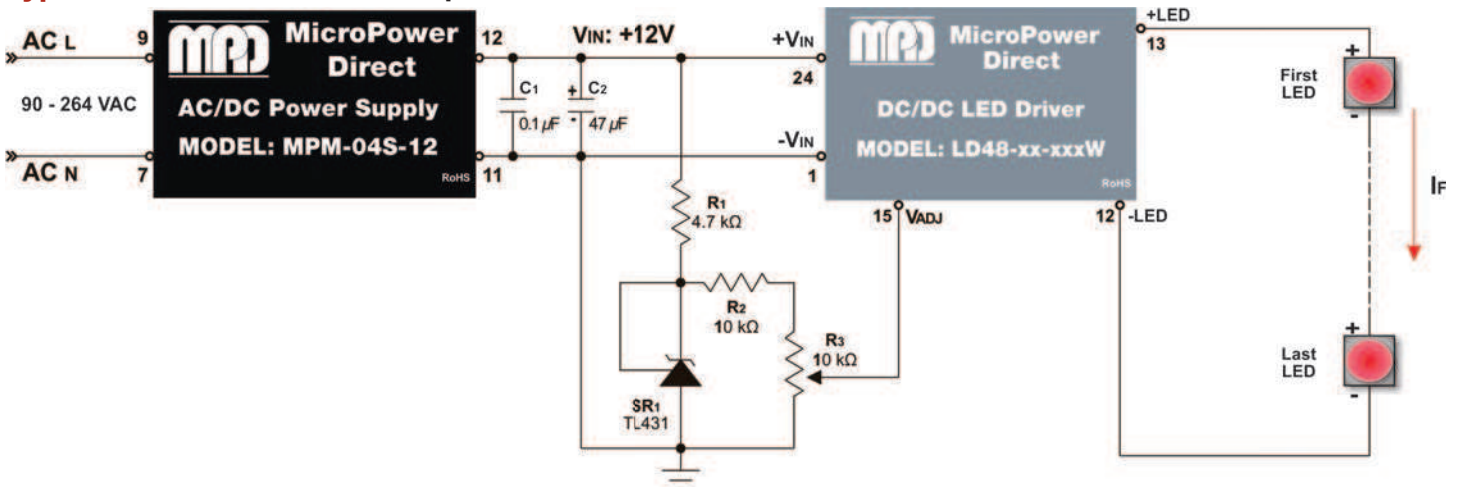 AC L
9
MPD
MicroPower
Direct
AC/DC Power Supply
MODEL: MPM-04S-12
RoHS
90 - 264 VAC
AC N
7
12
11
VIN: +12V
C1
0.1 µF
+
C2
-
47 µF
+VIN
24
-VIN
1
MPD
MicroPower
Direct
DC/DC LED Driver
MODEL: LD48-xx-xxxW
RoHS
15 VADJ
12 -LED
+LED
13
R1
4.7 kΩ
R2
10 kΩ
R3
10 kΩ
SR1
TL431
+
First
LED
-
IF
+
Last
LED
-